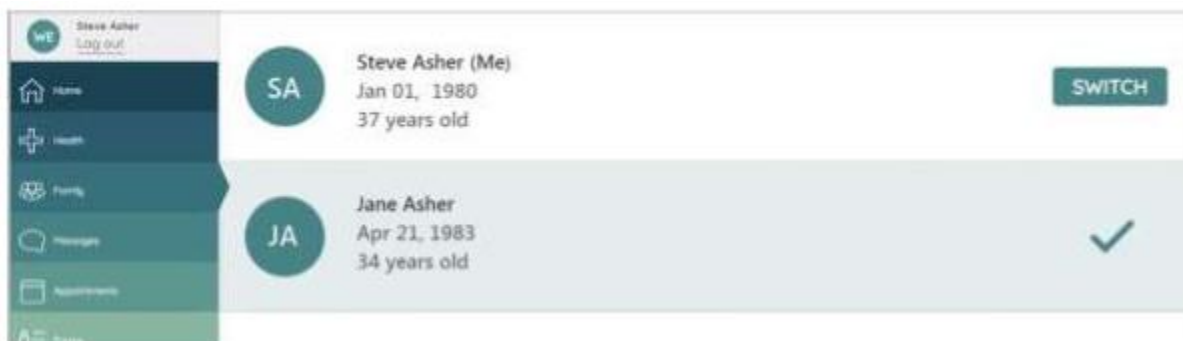 WE
Steve Asher
Log out
Home
Health
Family
Messages
Appointments
SA
Steve Asher (Me)
Jan 01, 1980
37 years old
SWITCH
JA
Jane Asher
Apr 21, 1983
34 years old